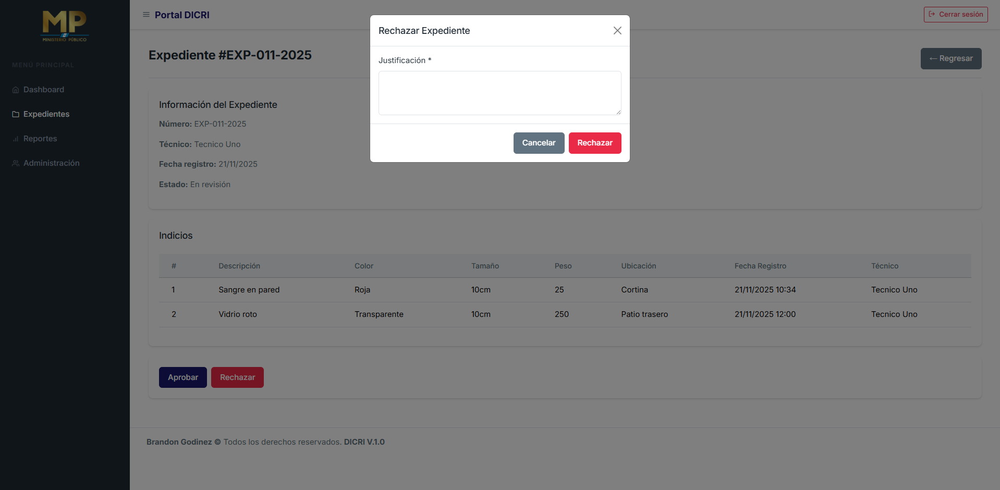 MP
MINISTERIO PÚBLICO
MENÚ PRINCIPAL
Dashboard
Expedientes
Reportes
Administración
Portal DICRI
Cerrar sesión
Expediente #EXP-011-2025
← Regresar
Rechazar Expediente
Justificación *
Cancelar
Rechazar
Información del Expediente
Número: EXP-011-2025
Técnico: Tecnico Uno
Fecha registro: 21/11/2025
Estado: En revisión
Indicios
# Descripción Color Tamaño Peso Ubicación Fecha Registro Técnico
1 Sangre en pared Roja 10cm 25 Cortina 21/11/2025 10:34 Tecnico Uno
2 Vidrio roto Transparente 10cm 250 Patio trasero 21/11/2025 12:00 Tecnico Uno
Aprobar
Rechazar
Brandon Godinez © Todos los derechos reservados. DICRI V.1.0